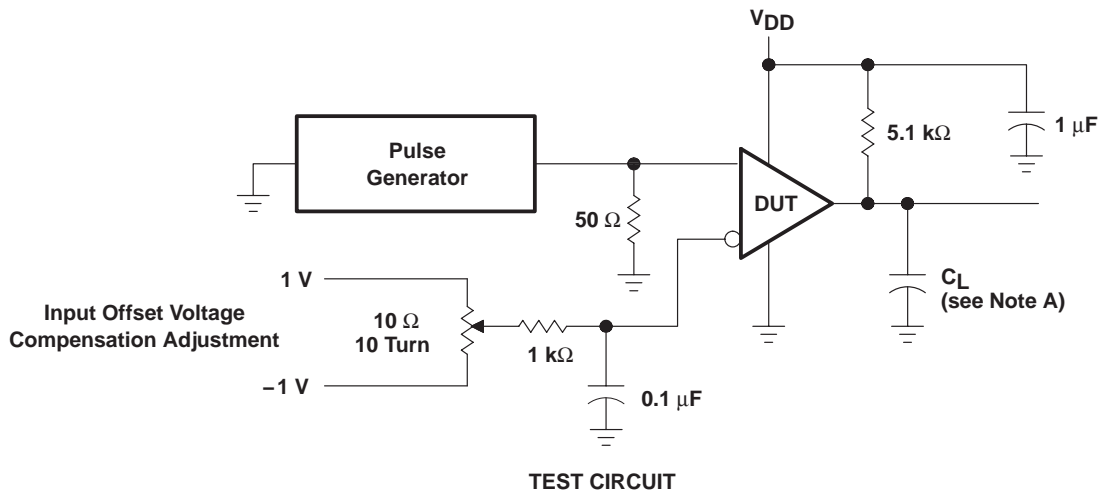 VDD
5.1 kΩ
1 μF
Pulse
Generator
50 Ω
DUT
CL
(see Note A)
1 V
Input Offset Voltage
Compensation Adjustment
10 Ω
10 Turn
1 kΩ
−1 V
0.1 μF
TEST CIRCUIT